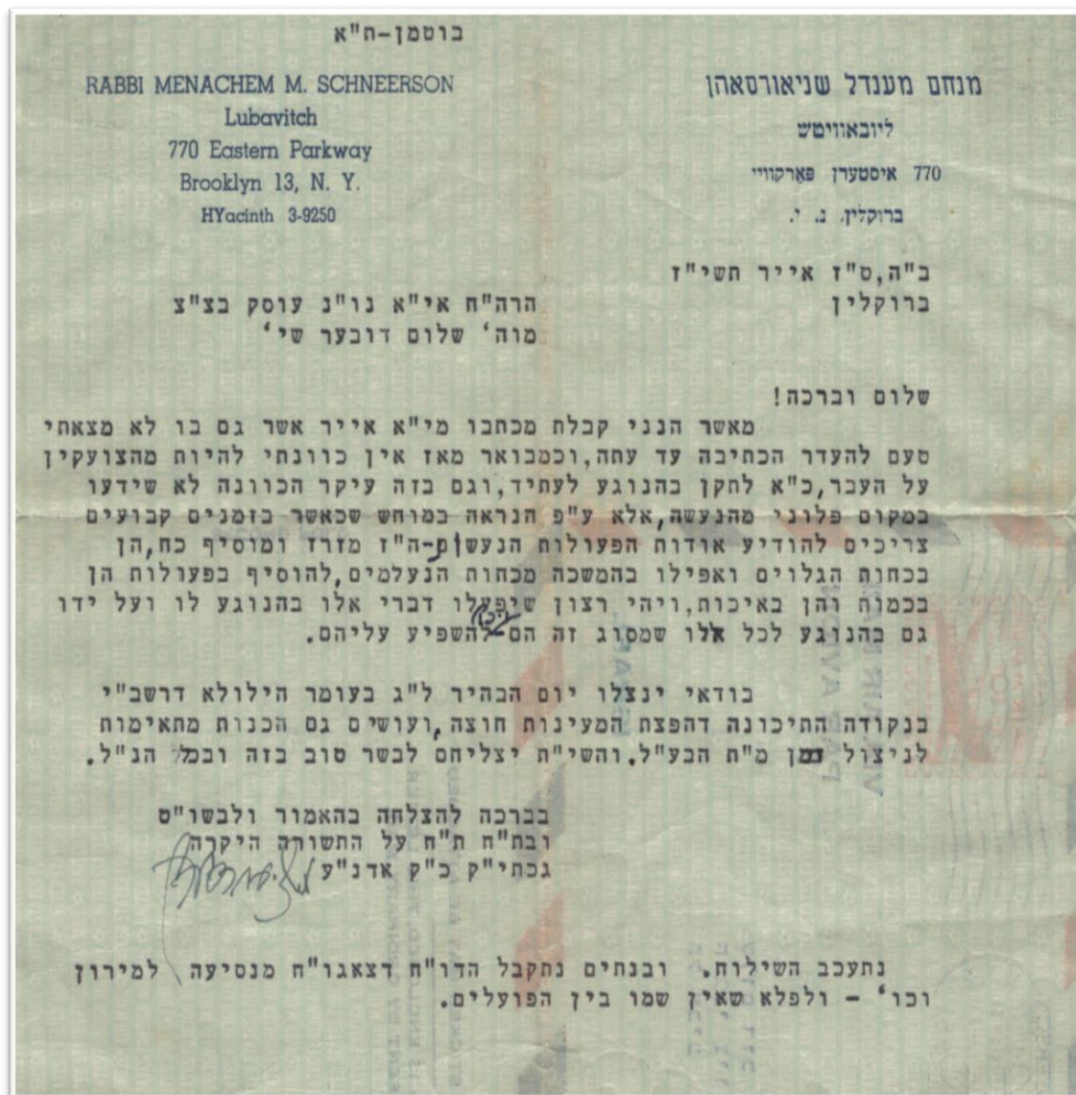 בוטמן-ת"א
RABBI MENACHEM M. SCHNEERSON
Lubavitch
770 Eastern Parkway
Brooklyn 13, N. Y.
HYacinth 3-9250
מנחם מענדל שניאורסאהן
ליובאוויטש
770 איסטערן פארקוויי
ברוקלין. נ. י.
ב"ה,ט"ז אייר תשי"ז
ברוקלין
הרה"ח אי"א נו"נ עוסק בצ"צ
מוה' שלום דובער שי'
שלום וברכה!
מאשר הנני קבלת מכתבו מי"א אייר אשר גם בו לא מצאתי
טעם להעדר הכתיבה עד עתה,וכמבואר מאז אין כוונתי להיות מהצועקין
על העבר,כ"א לתקן בהנוגע לעתיד,וגם בזה עיקר הכוונה לא שידעו
במקום פלוני מהנעשה,אלא ע"פ הנראה במוחש שכאשר בזמנים קבועים
צריכים להודיע אודות הפעולות הנעשות-ה"ז מזרז ומוסיף כח,הן
בכחות הגלוים ואפילו בהמשכה מכחות הנעלמים,להוסיף בפעולות הן
בכמות והן באיכות,ויהי רצון שיפעלו דברי אלו בהנוגע לו ועל ידו
גם בהנוגע לכל אלו שמסוג זה הם להשפיע עליהם.
בודאי ינצלו יום הבהיר ל"ג בעומר הילולא דרשב"י
בנקודה התיכונה דהפצת המעינות חוצה,ועושים גם הכנות מתאימות
לניצול זמן מ"ת הבע"ל.והשי"ת יצליחם לבשר טוב בזה ובכל הנ"ל.
בברכה להצלחה בהאמור ולבשו"ט
ובת"ח ת"ח על התשורה היקרה
גכתי"ק כ"ק אדנ"ע
נתעכב השילוח. ובנתים נתקבל הדו"ח דצאגו"ח מנסיעה למירון
וכו' - ולפלא שאין שמו בין הפועלים.